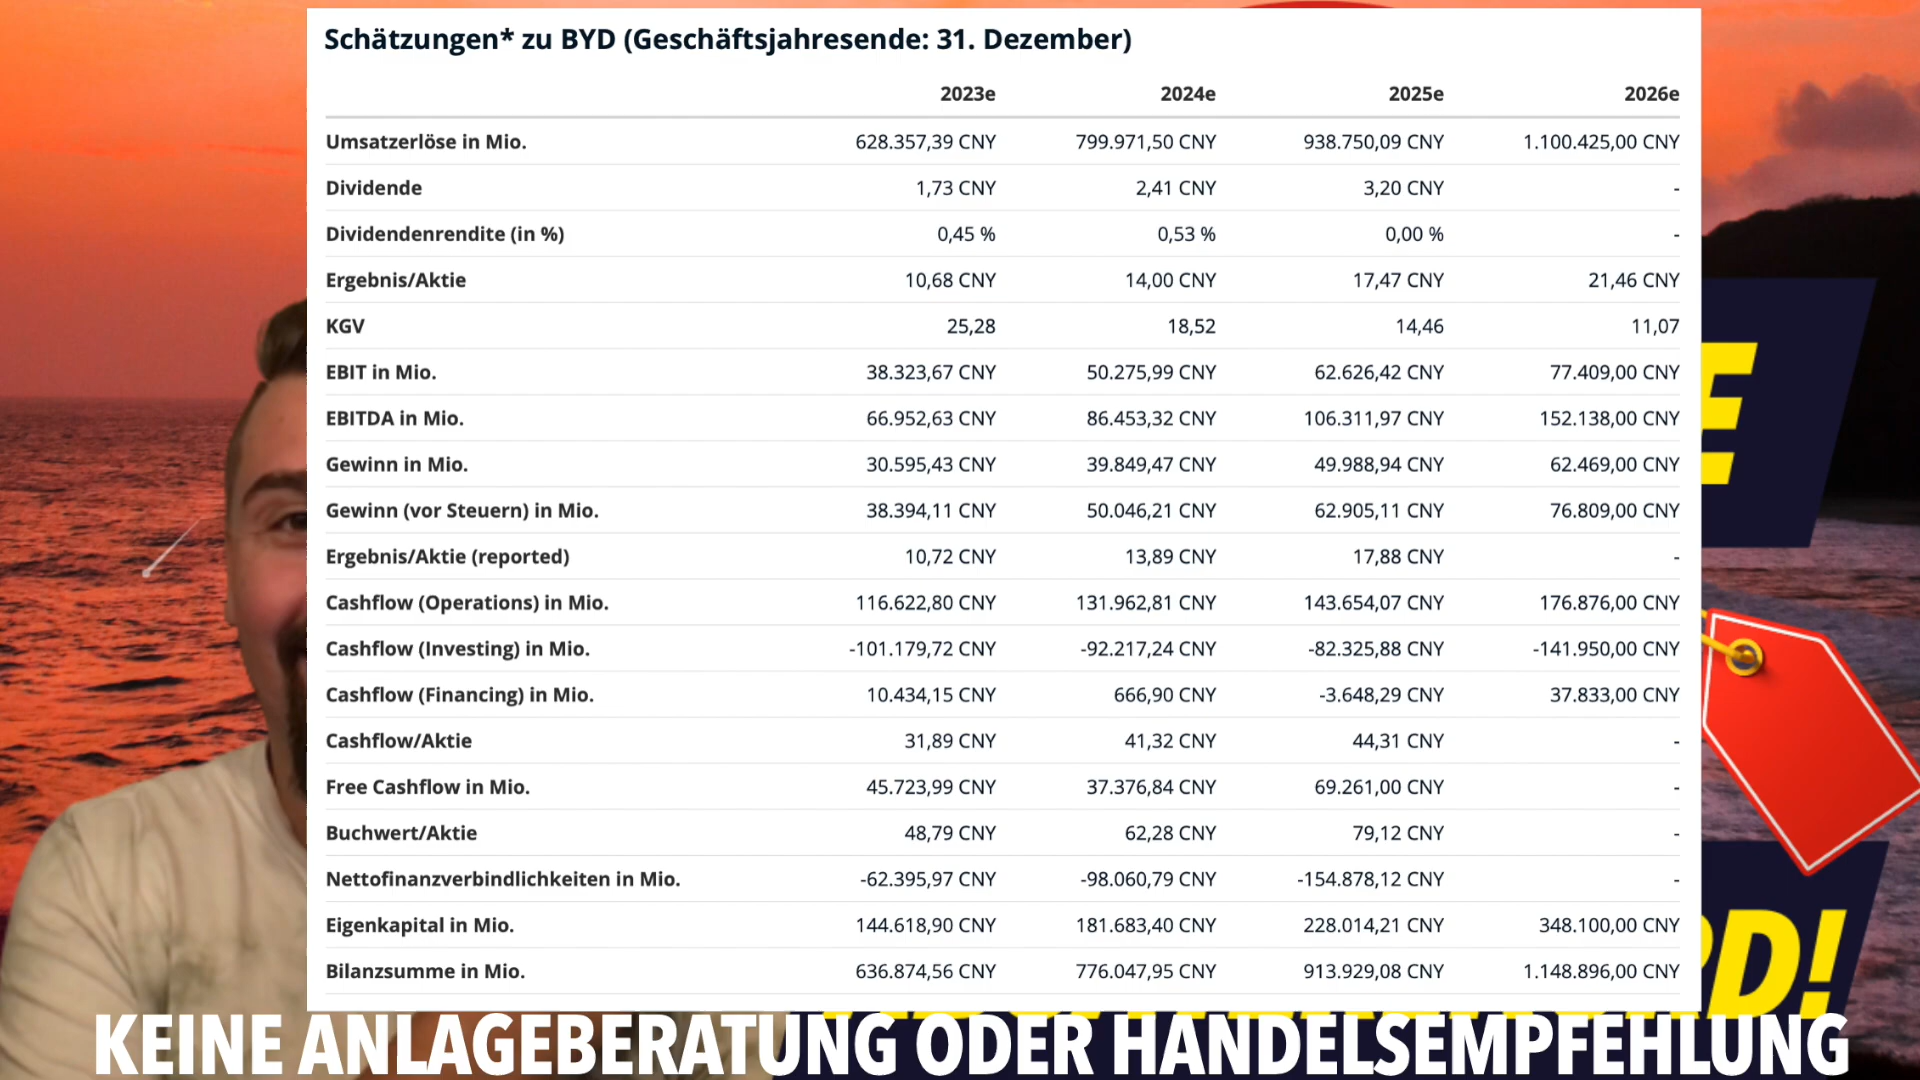 Schätzungen* zu BYD (Geschäftsjahresende: 31. Dezember)
2023e 2024e 2025e 2026e
Umsatzerlöse in Mio. 628.357,39 CNY 799.971,50 CNY 938.750,09 CNY 1.100.425,00 CNY
Dividende 1,73 CNY 2,41 CNY 3,20 CNY -
Dividendenrendite (in %) 0,45 % 0,53 % 0,00 % -
Ergebnis/Aktie 10,68 CNY 14,00 CNY 17,47 CNY 21,46 CNY
KGV 25,28 18,52 14,46 11,07
EBIT in Mio. 38.323,67 CNY 50.275,99 CNY 62.626,42 CNY 77.409,00 CNY
EBITDA in Mio. 66.952,63 CNY 86.453,32 CNY 106.311,97 CNY 152.138,00 CNY
Gewinn in Mio. 30.595,43 CNY 39.849,47 CNY 49.988,94 CNY 62.469,00 CNY
Gewinn (vor Steuern) in Mio. 38.394,11 CNY 50.046,21 CNY 62.905,11 CNY 76.809,00 CNY
Ergebnis/Aktie (reported) 10,72 CNY 13,89 CNY 17,88 CNY -
Cashflow (Operations) in Mio. 116.622,80 CNY 131.962,81 CNY 143.654,07 CNY 176.876,00 CNY
Cashflow (Investing) in Mio. -101.179,72 CNY -92.217,24 CNY -82.325,88 CNY -141.950,00 CNY
Cashflow (Financing) in Mio. 10.434,15 CNY 666,90 CNY -3.648,29 CNY 37.833,00 CNY
Cashflow/Aktie 31,89 CNY 41,32 CNY 44,31 CNY -
Free Cashflow in Mio. 45.723,99 CNY 37.376,84 CNY 69.261,00 CNY -
Buchwert/Aktie 48,79 CNY 62,28 CNY 79,12 CNY -
Nettofinanzverbindlichkeiten in Mio. -62.395,97 CNY -98.060,79 CNY -154.878,12 CNY -
Eigenkapital in Mio. 144.618,90 CNY 181.683,40 CNY 228.014,21 CNY 348.100,00 CNY
Bilanzsumme in Mio. 636.874,56 CNY 776.047,95 CNY 913.929,08 CNY 1.148.896,00 CNY
KEINE ANLAGEBERATUNG ODER HANDELSEMPFEHLUNG